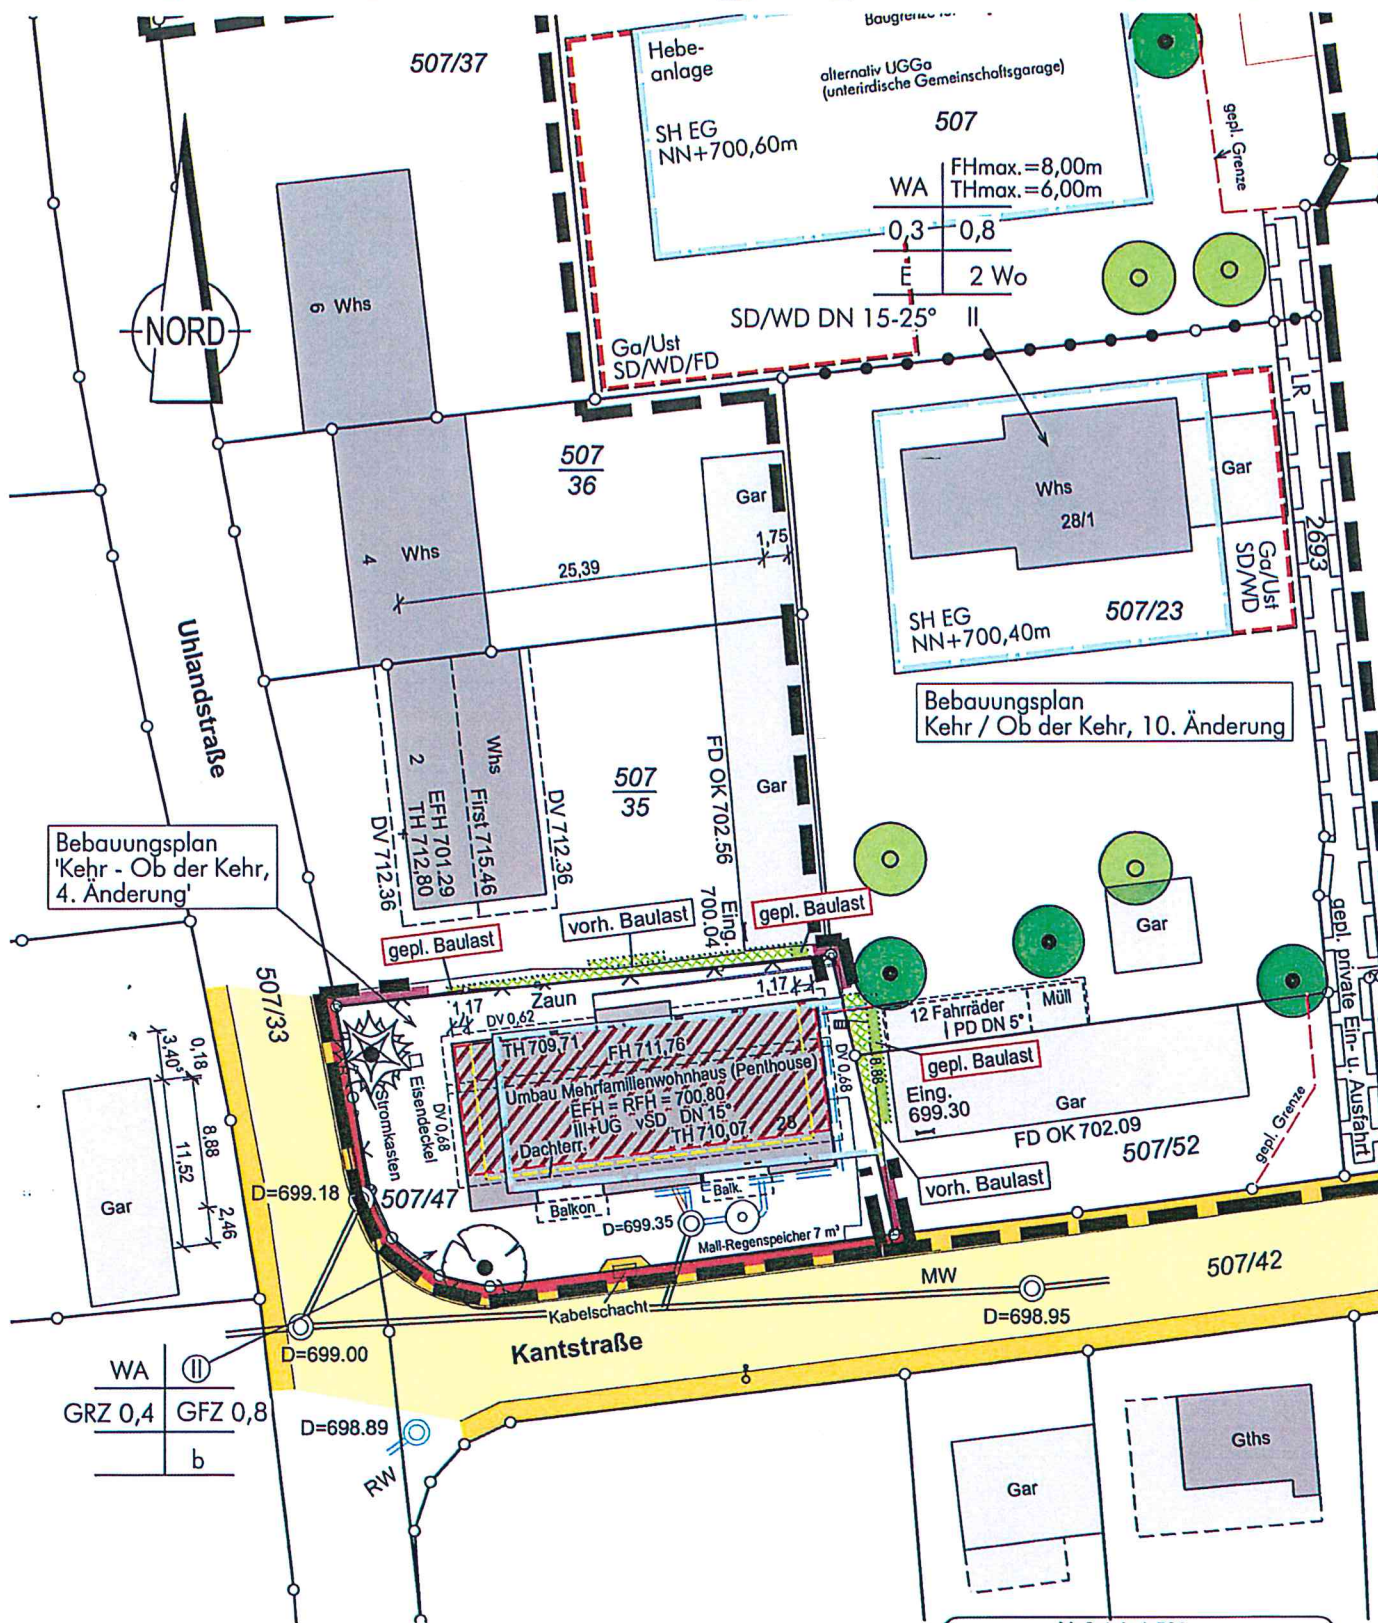 507/37
Hebe-
anlage
alternativ UGGa
(unterirdische Gemeinschaftsgarage)
507
SH EG
NN+700,60m
FHmax.=8,00m
WA THmax.=6,00m
0,3 0,8
E 2 Wo
SD/WD DN 15-25° II
gepl. Grenze
NORD
6 Whs
Ga/Ust
SD/WD/FD
507
36
Gar
1,75
25,39
4 Whs
Whs
28/1
Gar
LR
2693
Ga/Ust
SD/WD
SH EG
NN+700,40m
507/23
Bebauungsplan
Kehr / Ob der Kehr, 10. Änderung
Uhlandstraße
DV 712.36
2
Whs
First 715.46
EFH 701.29
TH 712,80
DV 712.36
507
35
FD OK 702.56
Gar
Eing.
700.04
Bebauungsplan
'Kehr - Ob der Kehr,
4. Änderung'
gepl. Baulast
vorh. Baulast
gepl. Baulast
Gar
507/33
1,17
Zaun
1,17
DV 0,62
TH 709,71
FH 711,76
Umbau Mehrfamilienwohnhaus (Penthouse)
EFH = RFH = 700,80
III+UG vSD DN 15°
TH 710,07
28
Dachterr.
DV 0,68
DV 0,68
8,88
Eisendeckel
Stromkasten
12 Fahrräder
PD DN 5°
Müll
gepl. Baulast
Eing.
699.30
Gar
FD OK 702.09
507/52
gepl. Grenze
gepl. private Ein- u. Ausfahrt
vorh. Baulast
0,18
3,40⁵
8,88
11,52
2,46
Gar
D=699.18
507/47
Balkon
Balk.
D=699.35
Mall-Regenspeicher 7 m³
Kabelschacht
MW
507/42
D=698.95
Kantstraße
D=699.00
WA II
GRZ 0,4 GFZ 0,8
b
D=698.89
RW
Gar
Gths